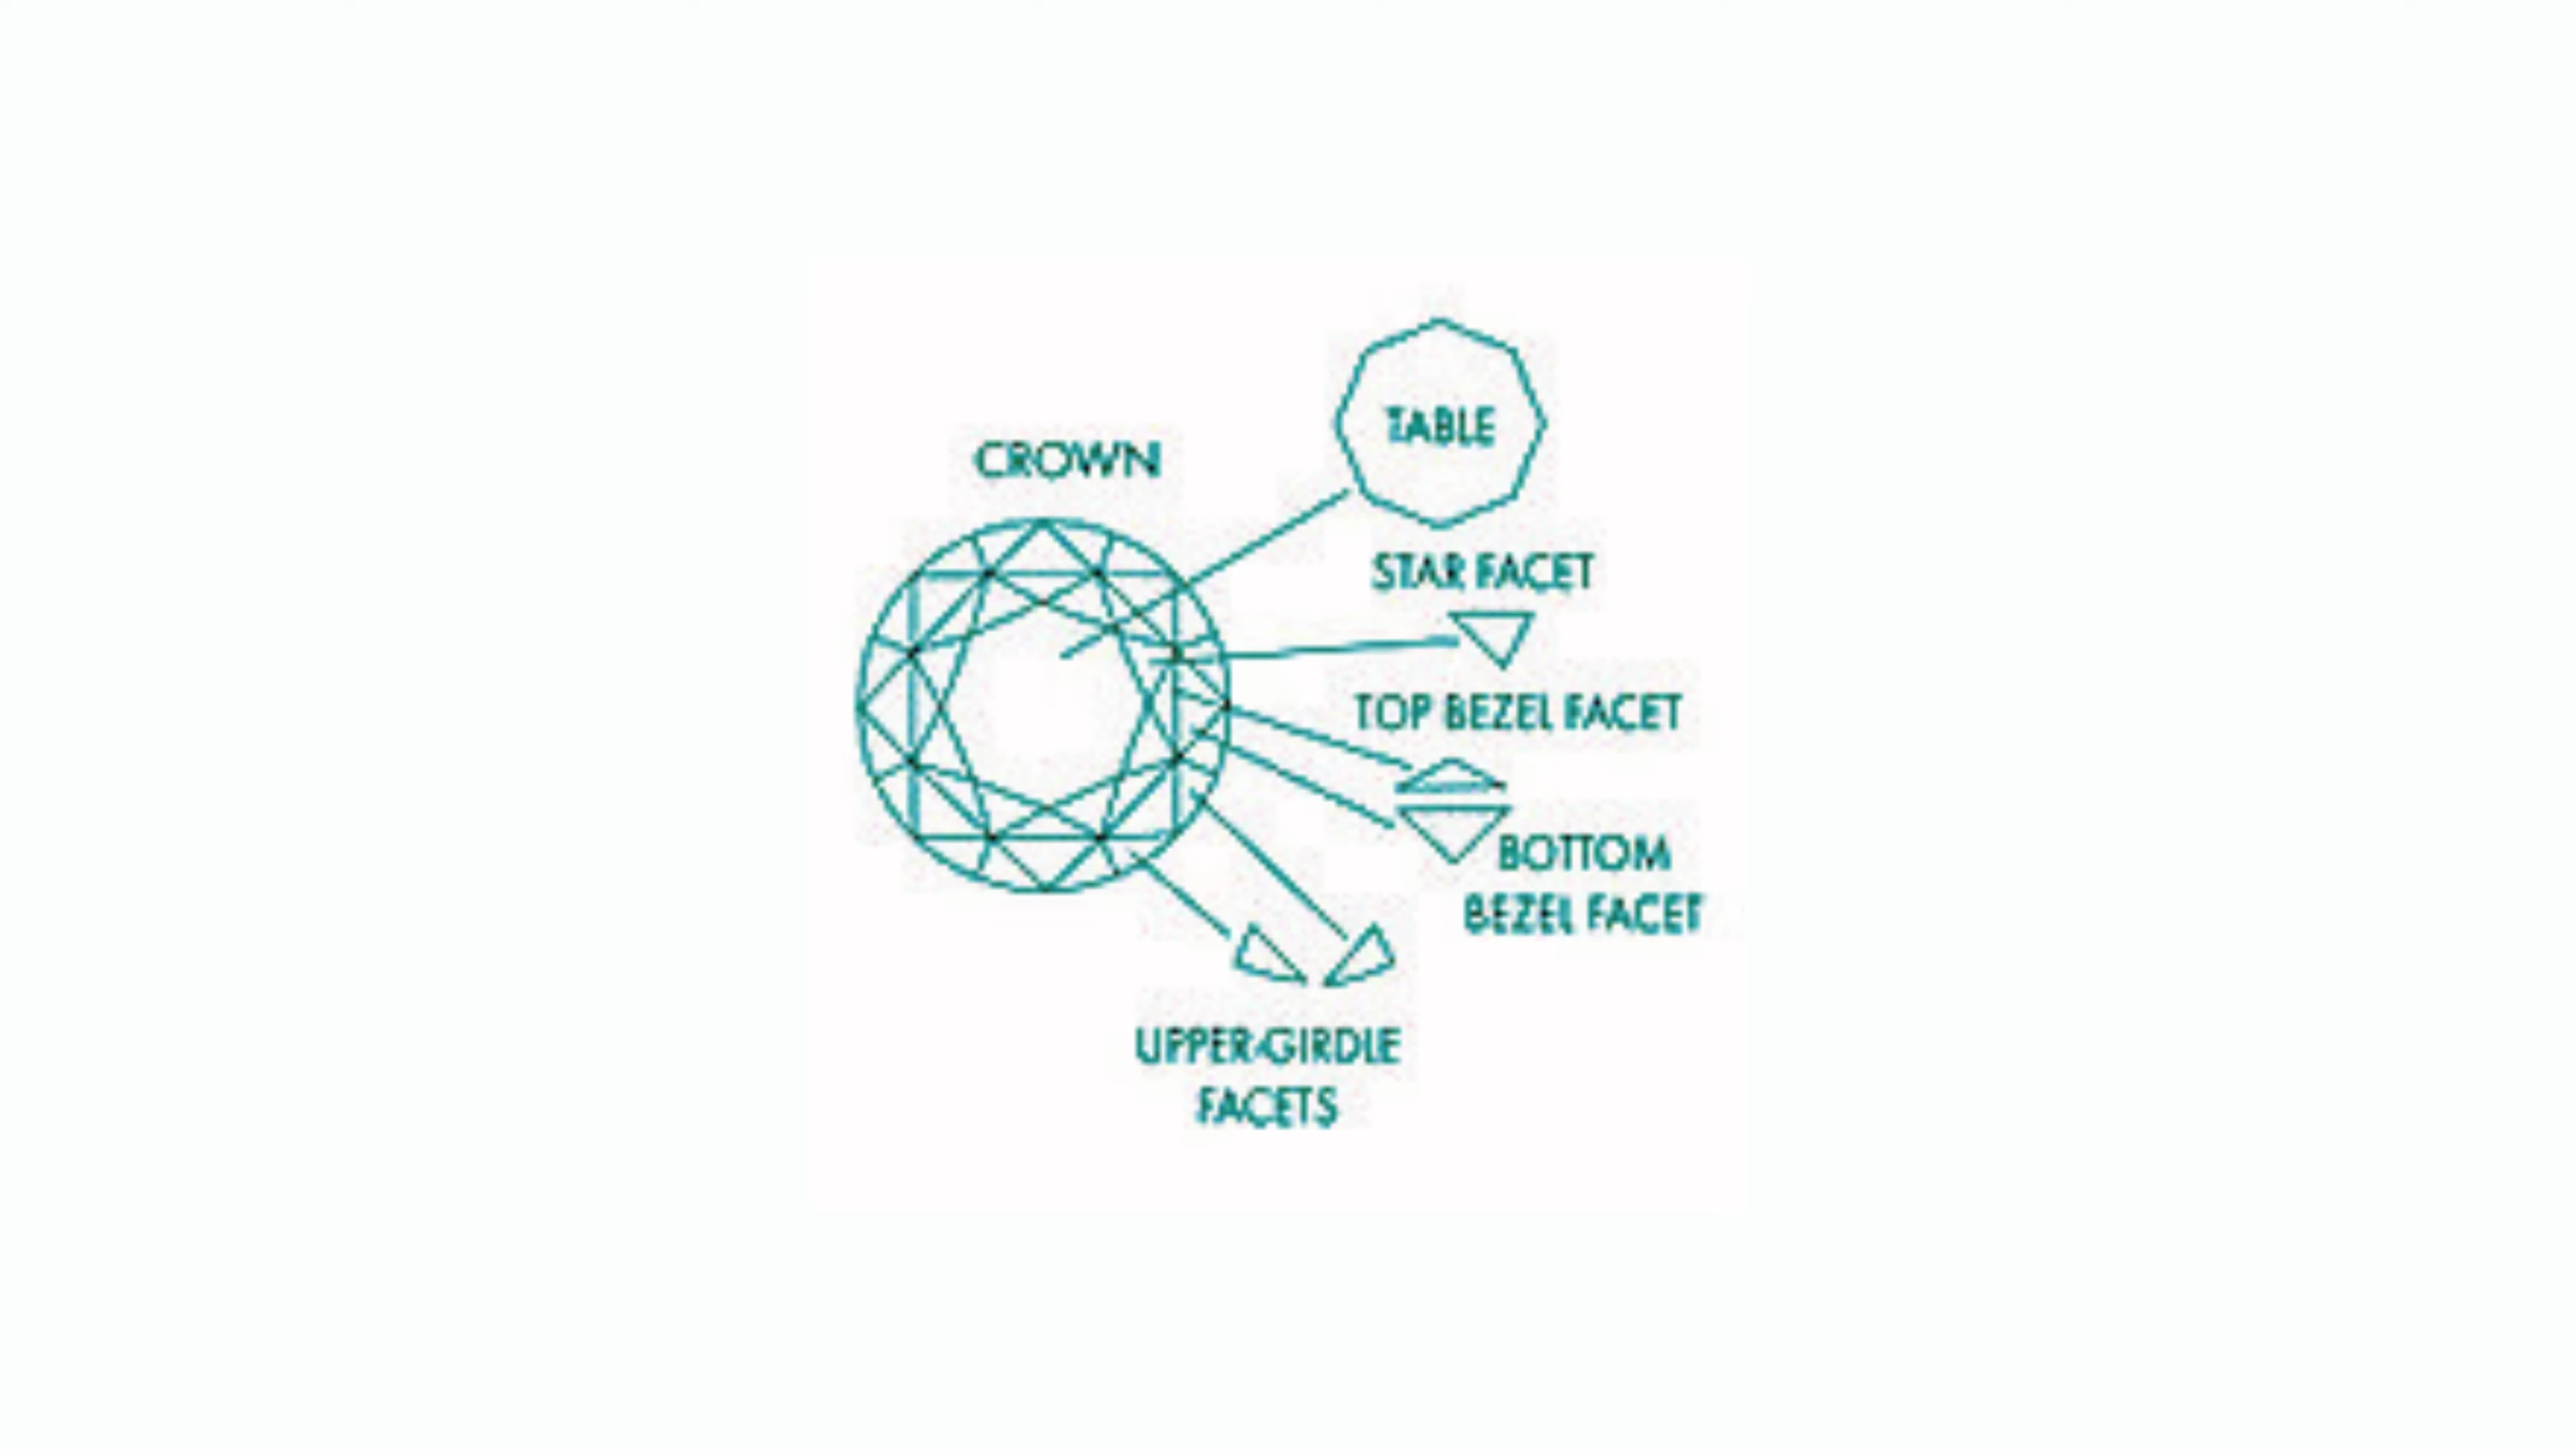 TABLE
CROWN
STAR FACET
TOP BEZEL FACET
BOTTOM
BEZEL FACET
UPPER-GIRDLE
FACETS